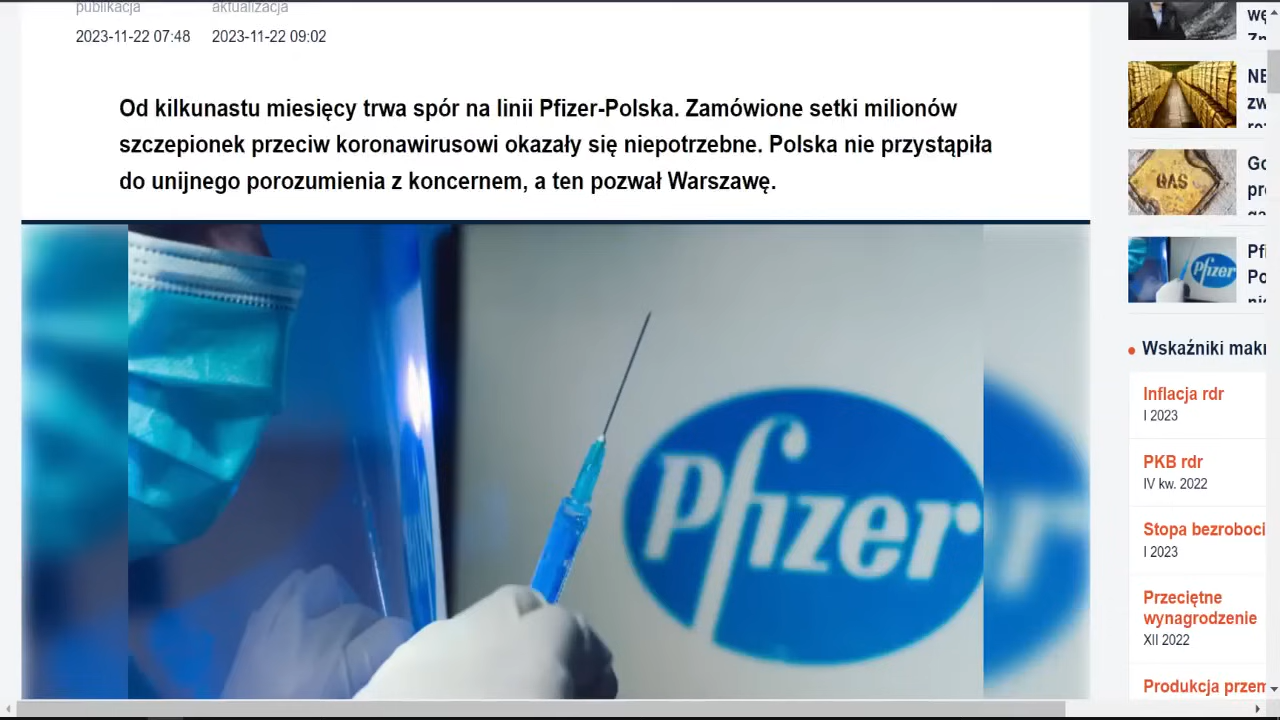 publikacja
aktualizacja
2023-11-22 07:48
2023-11-22 09:02
Od kilkunastu miesięcy trwa spór na linii Pfizer-Polska. Zamówione setki milionów
szczepionek przeciw koronawirusowi okazały się niepotrzebne. Polska nie przystąpiła
do unijnego porozumienia z koncernem, a ten pozwał Warszawę.
Pfizer
GAS
Pfizer
Wskaźniki makr
Inflacja rdr
I 2023
PKB rdr
IV kw. 2022
Stopa bezroboci
I 2023
Przeciętne
wynagrodzenie
XII 2022
Produkcja przem